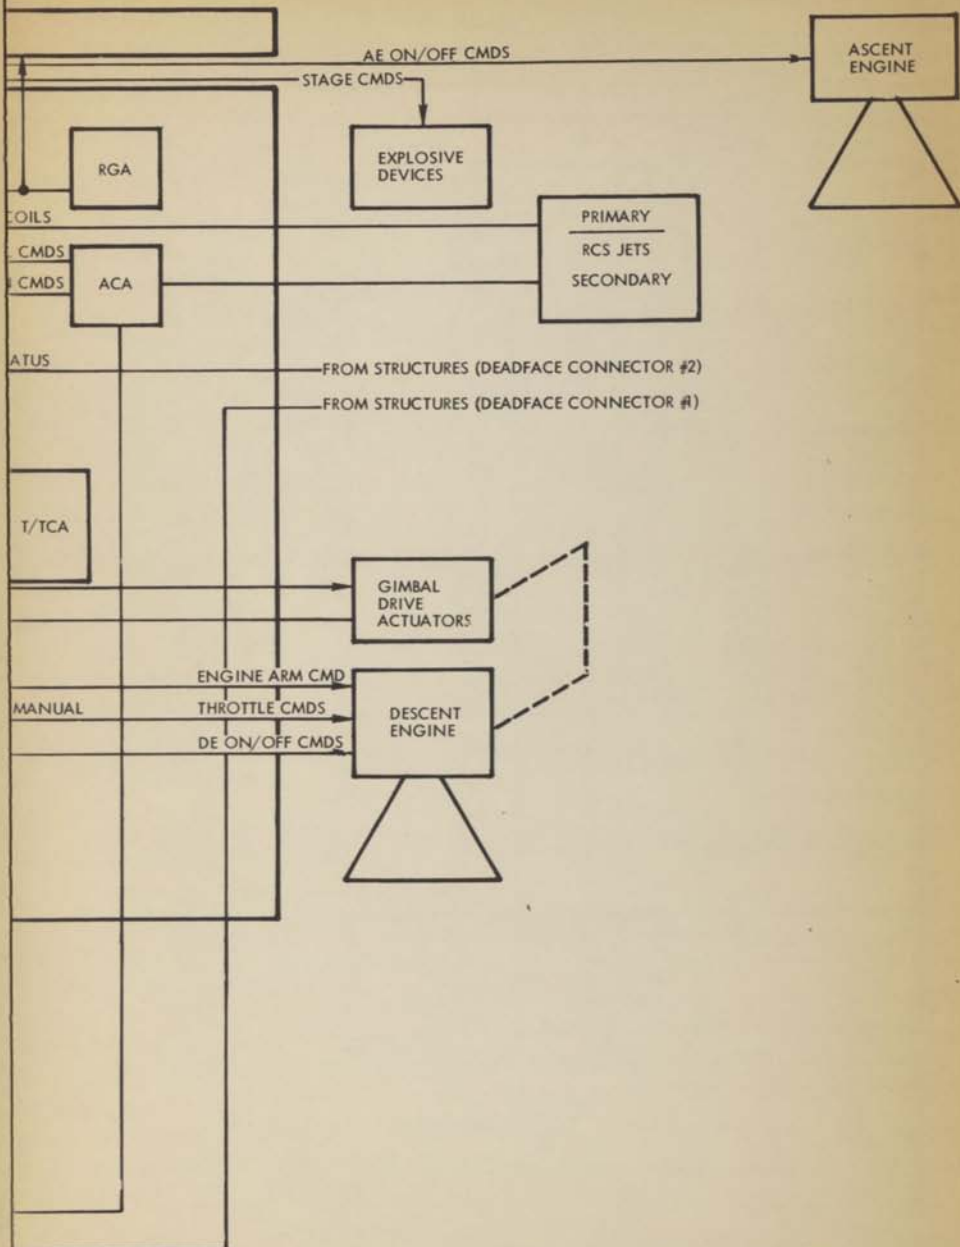 AE ON/OFF CMDS
ASCENT
ENGINE
STAGE CMDS
EXPLOSIVE
DEVICES
RGA
COILS
PRIMARY
RCS JETS
SECONDARY
CMDS
CMDS
ACA
ATUS
FROM STRUCTURES (DEADFACE CONNECTOR #2)
FROM STRUCTURES (DEADFACE CONNECTOR #1)
T/TCA
GIMBAL
DRIVE
ACTUATORS
ENGINE ARM CMD
MANUAL
THROTTLE CMDS
DE ON/OFF CMDS
DESCENT
ENGINE